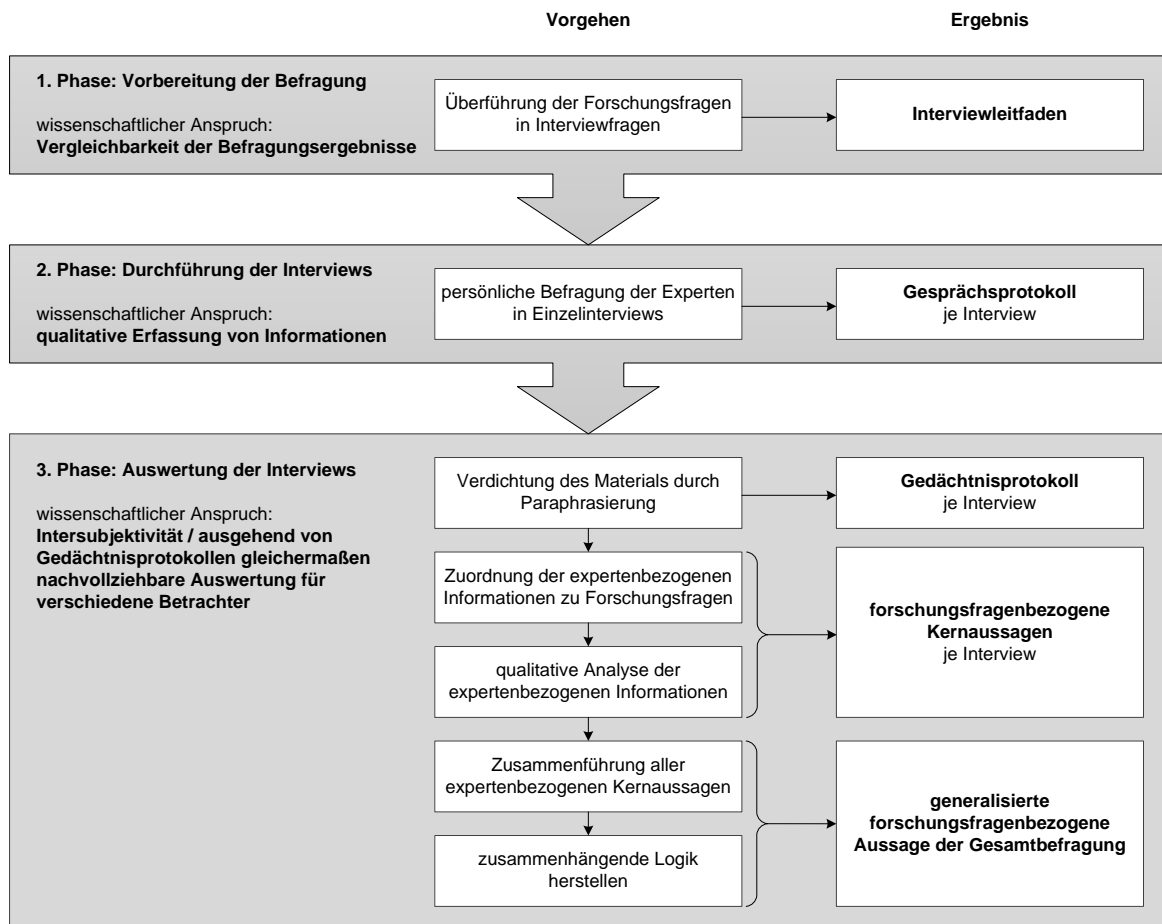 Vorgehen
Ergebnis
1. Phase: Vorbereitung der Befragung
wissenschaftlicher Anspruch:
Vergleichbarkeit der Befragungsergebnisse
Überführung der Forschungsfragen
in Interviewfragen
Interviewleitfaden
2. Phase: Durchführung der Interviews
wissenschaftlicher Anspruch:
qualitative Erfassung von Informationen
persönliche Befragung der Experten
in Einzelinterviews
Gesprächsprotokoll
je Interview
3. Phase: Auswertung der Interviews
wissenschaftlicher Anspruch:
Intersubjektivität / ausgehend von
Gedächtnisprotokollen gleichermaßen
nachvollziehbare Auswertung für
verschiedene Betrachter
Verdichtung des Materials durch
Paraphrasierung
Gedächtnisprotokoll
je Interview
Zuordnung der expertenbezogenen
Informationen zu Forschungsfragen
qualitative Analyse der
expertenbezogenen Informationen
forschungsfragenbezogene
Kernaussagen
je Interview
Zusammenführung aller
expertenbezogenen Kernaussagen
zusammenhängende Logik
herstellen
generalisierte
forschungsfragenbezogene
Aussage der Gesamtbefragung